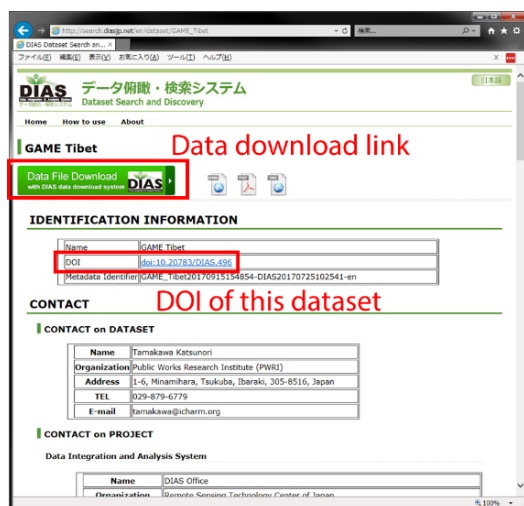 http://search.diasjp.net/en/dataset/GAME_Tibet
検索...
DIAS Dataset Search an...
ファイル(F) 編集(E) 表示(V) お気に入り(A) ツール(T) ヘルプ(H)
日本語
DIAS
データ俯瞰・検索システム
Dataset Search and Discovery
Home How to use About
GAME Tibet
Data download link
Data File Download
with DIAS data download system
DIAS
IDENTIFICATION INFORMATION
Name GAME Tibet
DOI doi:10.20783/DIAS.496
Metadata Identifier GAME_Tibet20170915154854-DIAS20170725102541-en
DOI of this dataset
CONTACT
CONTACT on DATASET
Name Tamakawa Katsunori
Organization Public Works Research Institute (PWRI)
Address 1-6, Minamihara, Tsukuba, Ibaraki, 305-8516, Japan
TEL 029-879-6779
E-mail tamakawa@icharm.org
CONTACT on PROJECT
Data Integration and Analysis System
Name DIAS Office
Organization Remote Sensing Technology Center of Japan
100%